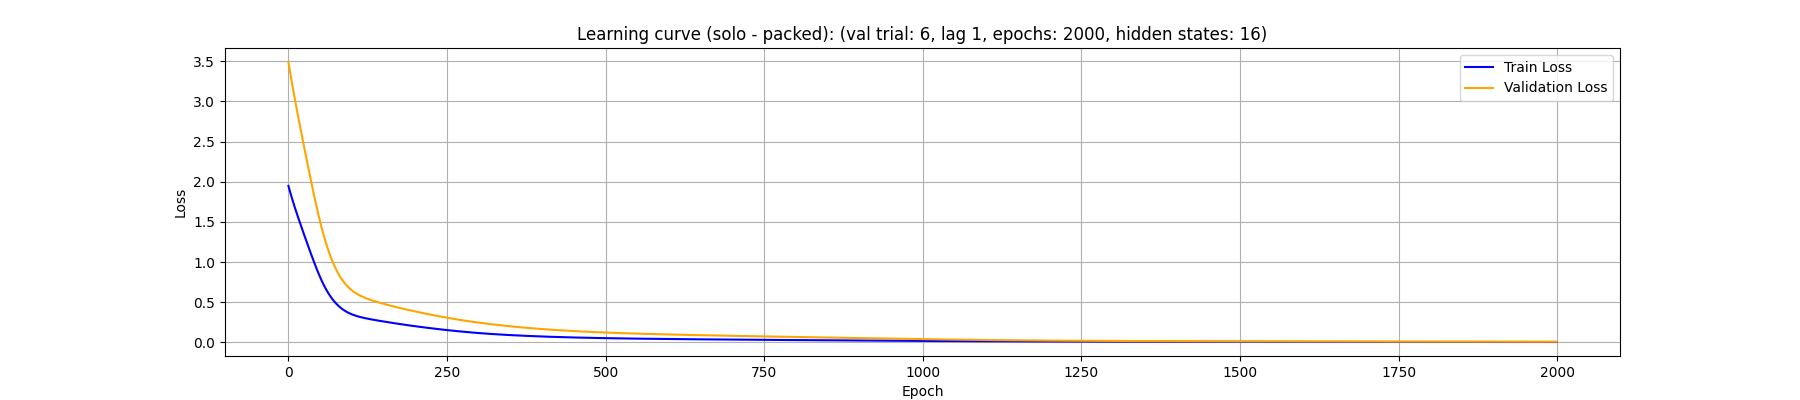 Learning curve (solo - packed): (val trial: 6, lag 1, epochs: 2000, hidden states: 16)
Train Loss
Validation Loss
Loss
3.5
3.0
2.5
2.0
1.5
1.0
0.5
0.0
0 250 500 750 1000 1250 1500 1750 2000
Epoch